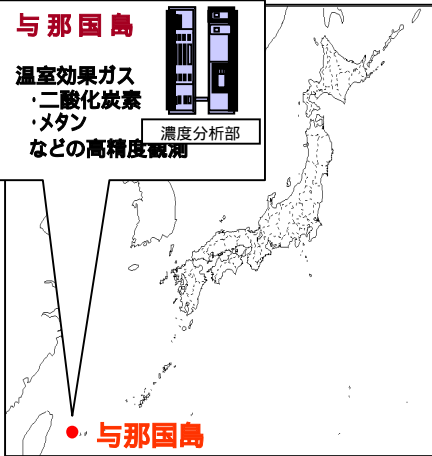 与那国島
温室効果ガス
・二酸化炭素
・メタン
などの高精度観測
濃度分析部
与那国島